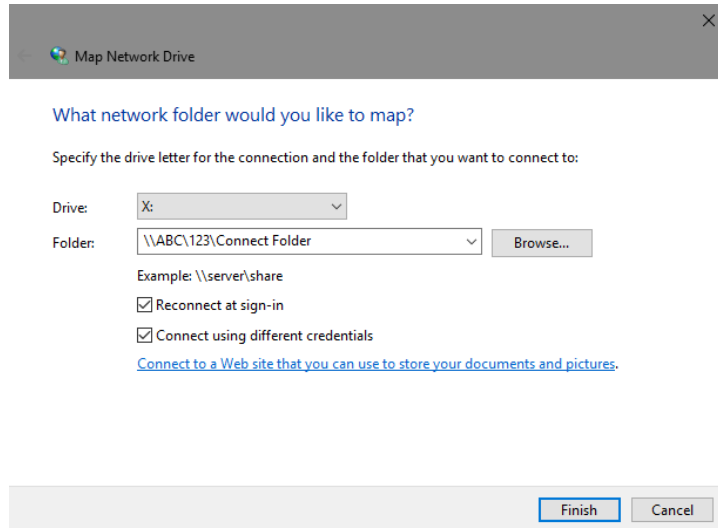 Map Network Drive
What network folder would you like to map?
Specify the drive letter for the connection and the folder that you want to connect to:
Drive: X:
Folder: \\ABC\123\Connect Folder Browse...
Example: \\server\share
Reconnect at sign-in
Connect using different credentials
Connect to a Web site that you can use to store your documents and pictures.
Finish Cancel